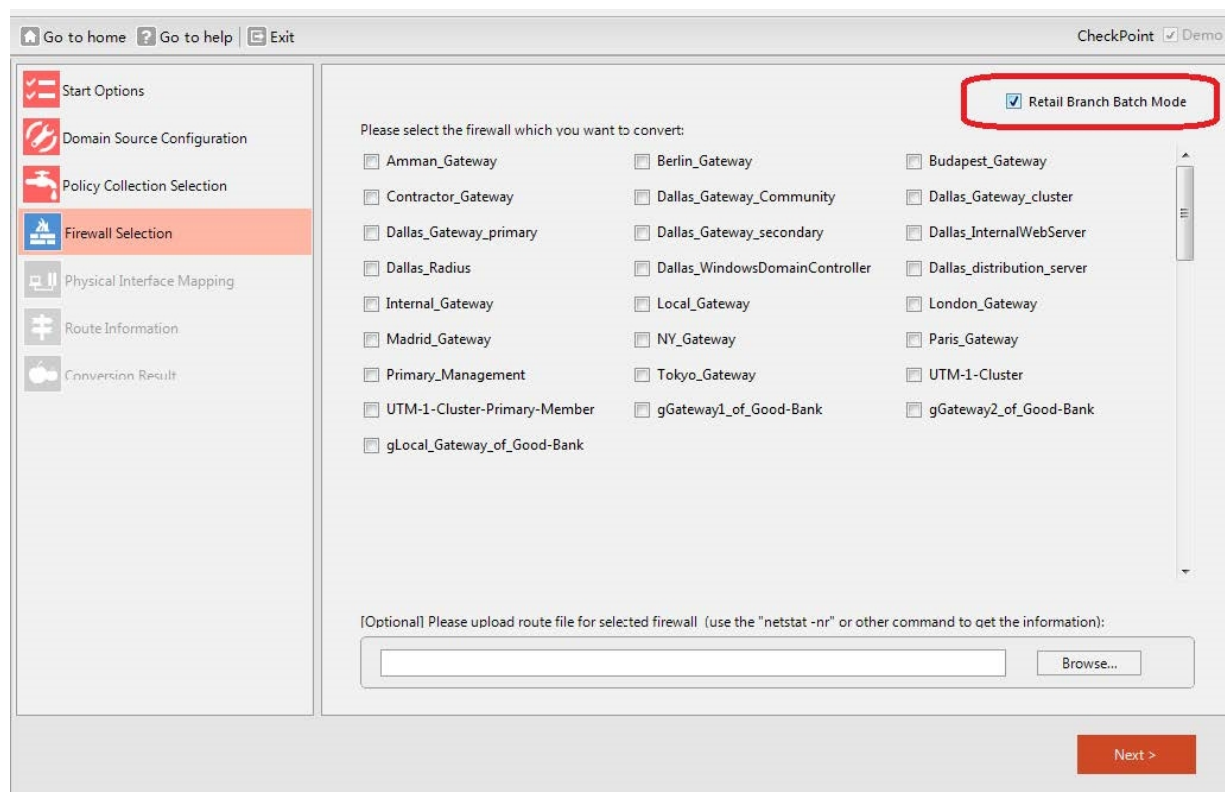 Go to home Go to help Exit CheckPoint Demo
Start Options
Domain Source Configuration
Policy Collection Selection
Firewall Selection
Physical Interface Mapping
Route Information
Conversion Result
Retail Branch Batch Mode
Please select the firewall which you want to convert:
Amman_Gateway Berlin_Gateway Budapest_Gateway
Contractor_Gateway Dallas_Gateway_Community Dallas_Gateway_cluster
Dallas_Gateway_primary Dallas_Gateway_secondary Dallas_InternalWebServer
Dallas_Radius Dallas_WindowsDomainController Dallas_distribution_server
Internal_Gateway Local_Gateway London_Gateway
Madrid_Gateway NY_Gateway Paris_Gateway
Primary_Management Tokyo_Gateway UTM-1-Cluster
UTM-1-Cluster-Primary-Member gGateway1_of_Good-Bank gGateway2_of_Good-Bank
gLocal_Gateway_of_Good-Bank
[Optional] Please upload route file for selected firewall (use the "netstat -nr" or other command to get the information):
Browse...
Next >